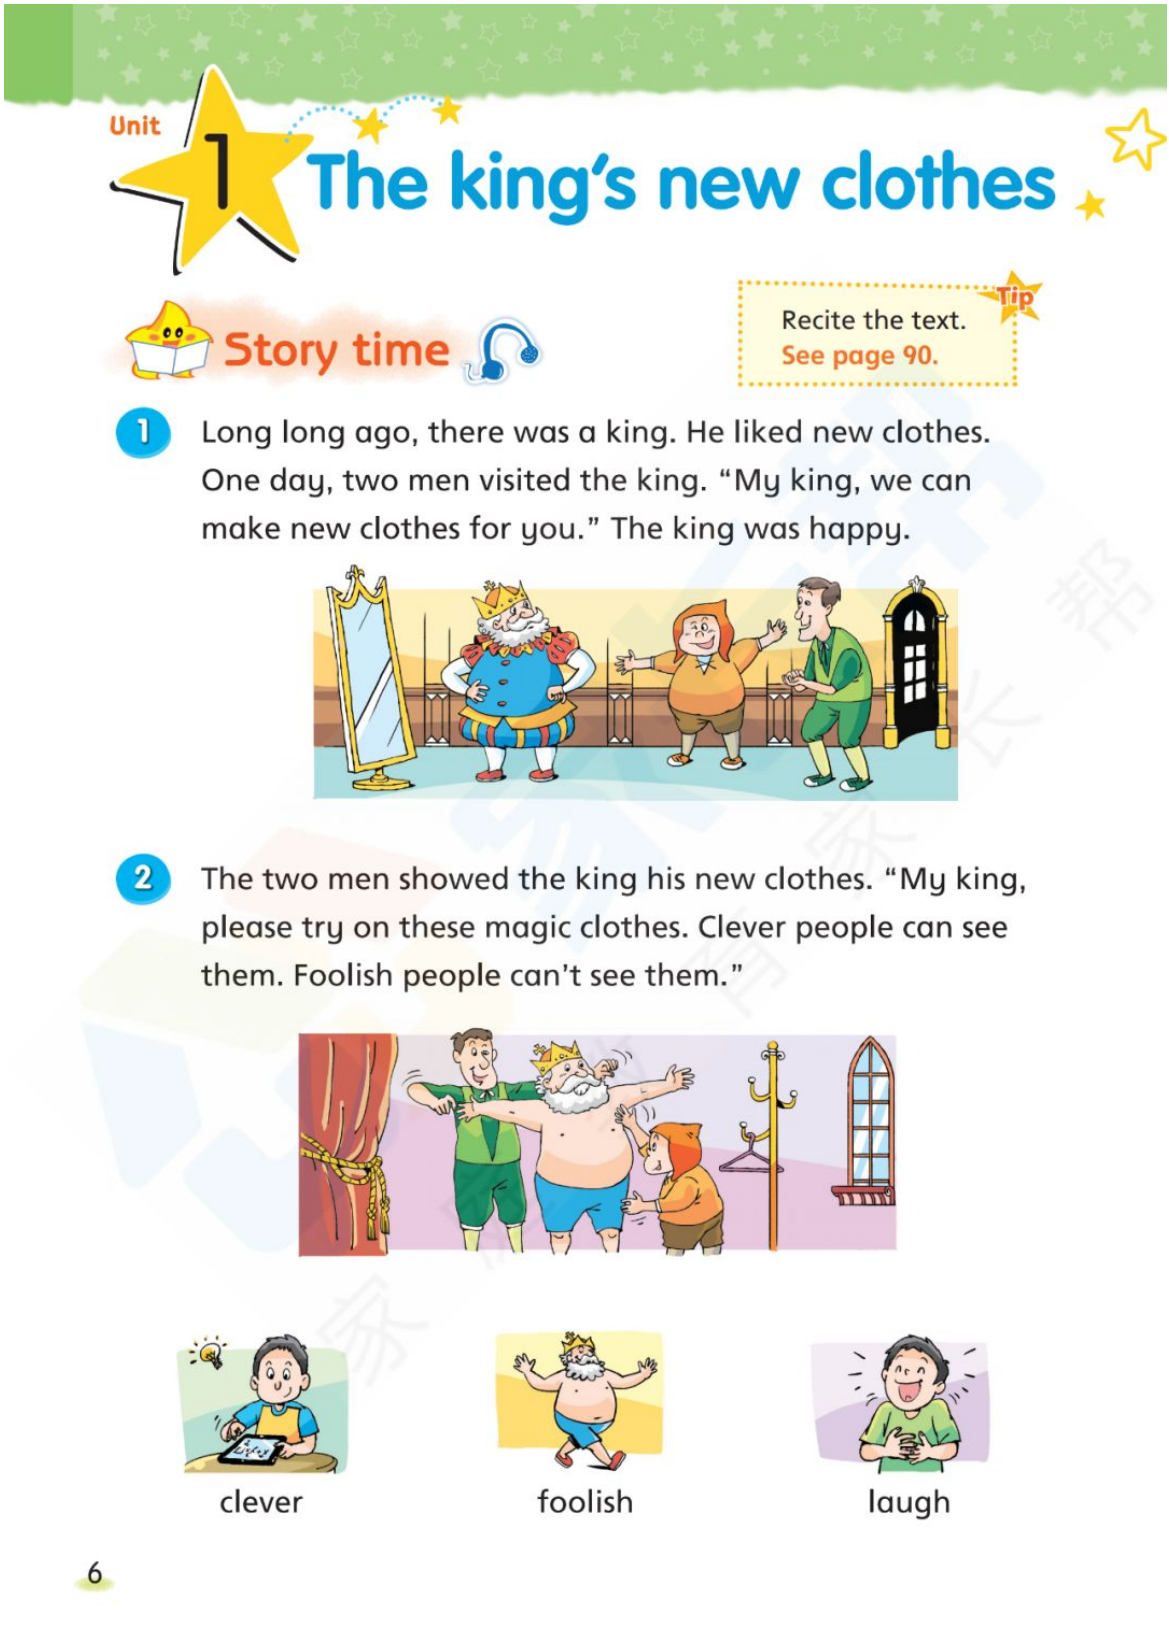 Unit
1
The king's new clothes
Tip
Recite the text.
See page 90.
Story time
1
Long long ago, there was a king. He liked new clothes.
One day, two men visited the king. “My king, we can
make new clothes for you.” The king was happy.
2
The two men showed the king his new clothes. “My king,
please try on these magic clothes. Clever people can see
them. Foolish people can’t see them.”
clever
foolish
laugh
6